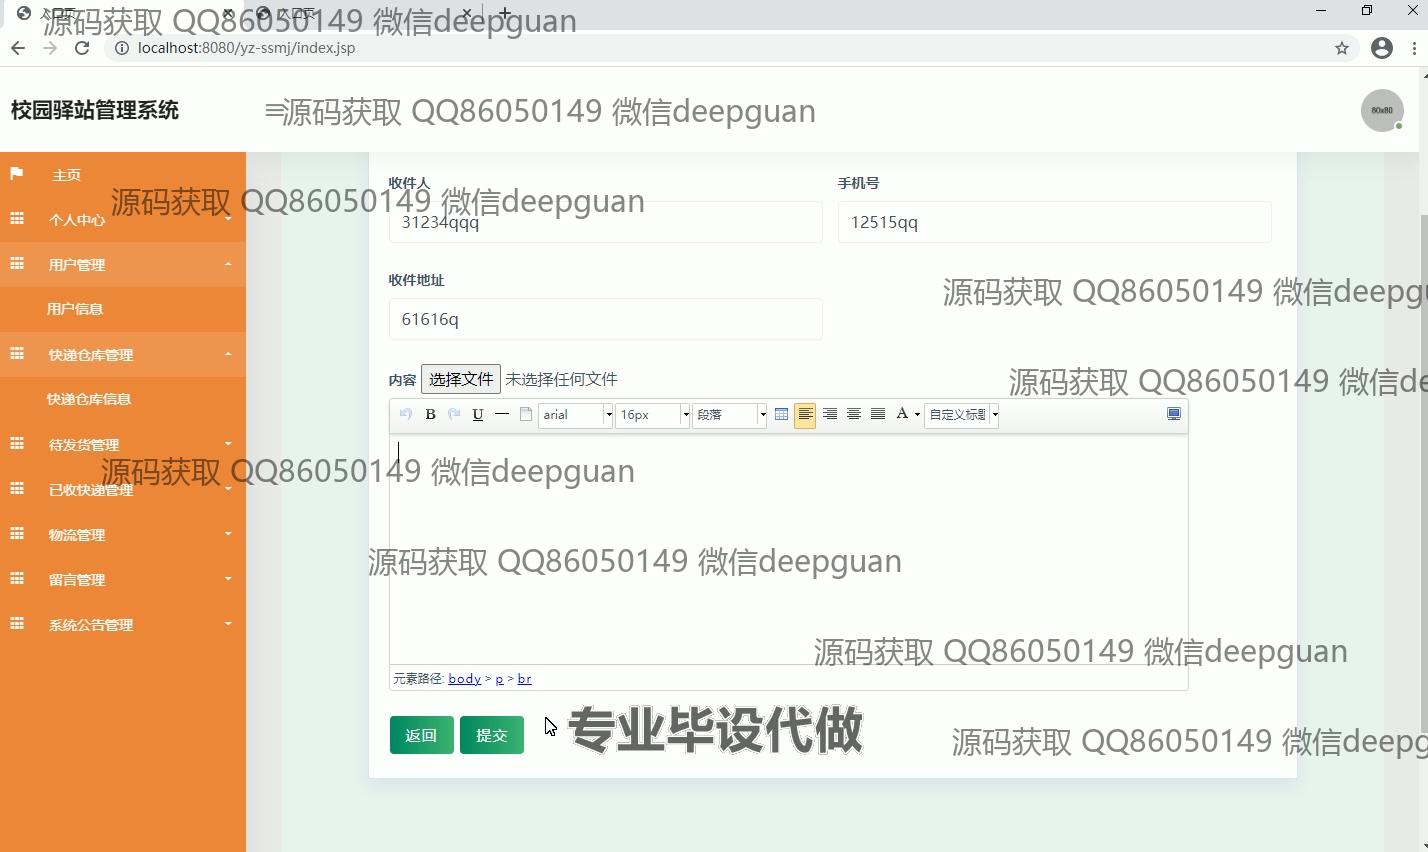 入口页
入口页
源码获取 QQ86050149 微信deepguan
localhost:8080/yz-ssmj/index.jsp
校园驿站管理系统
源码获取 QQ86050149 微信deepguan
80x80
主页
个人中心
用户管理
用户信息
快递仓库管理
快递仓库信息
待发货管理
已收快递管理
物流管理
留言管理
系统公告管理
源码获取 QQ86050149 微信deepguan
收件人
手机号
31234qqq
12515qq
收件地址
源码获取 QQ86050149 微信deepgu
61616q
内容 选择文件 未选择任何文件
源码获取 QQ86050149 微信de
B U arial 16px 段落 A 自定义标题
源码获取 QQ86050149 微信deepguan
源码获取 QQ86050149 微信deepguan
源码获取 QQ86050149 微信deepguan
元素路径: body > p > br
返回 提交
专业毕设代做
源码获取 QQ86050149 微信deepg